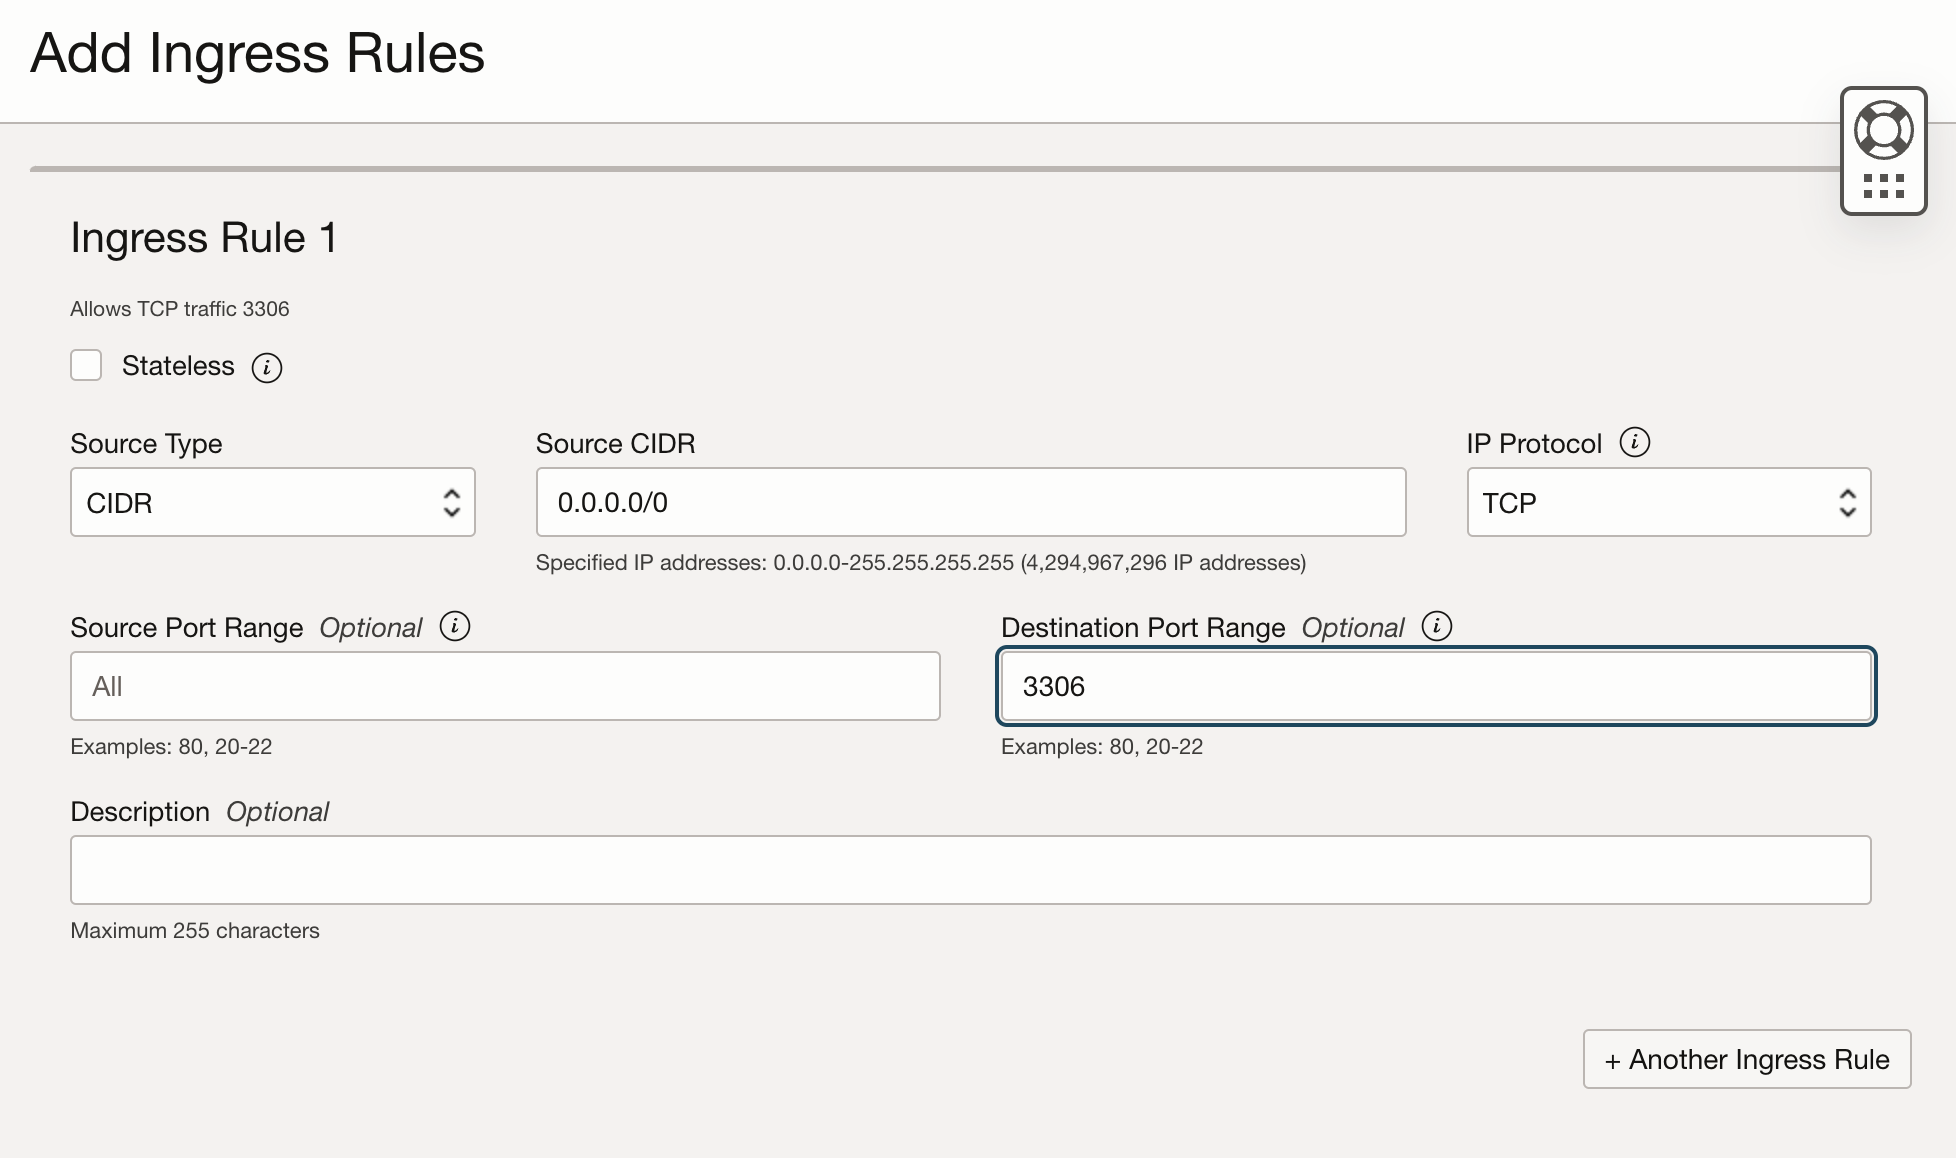 Add Ingress Rules
Ingress Rule 1
Allows TCP traffic 3306
Stateless
Source Type
Source CIDR
IP Protocol
CIDR
0.0.0.0/0
TCP
Specified IP addresses: 0.0.0.0-255.255.255.255 (4,294,967,296 IP addresses)
Source Port Range Optional
Destination Port Range Optional
All
3306
Examples: 80, 20-22
Examples: 80, 20-22
Description Optional
Maximum 255 characters
+ Another Ingress Rule